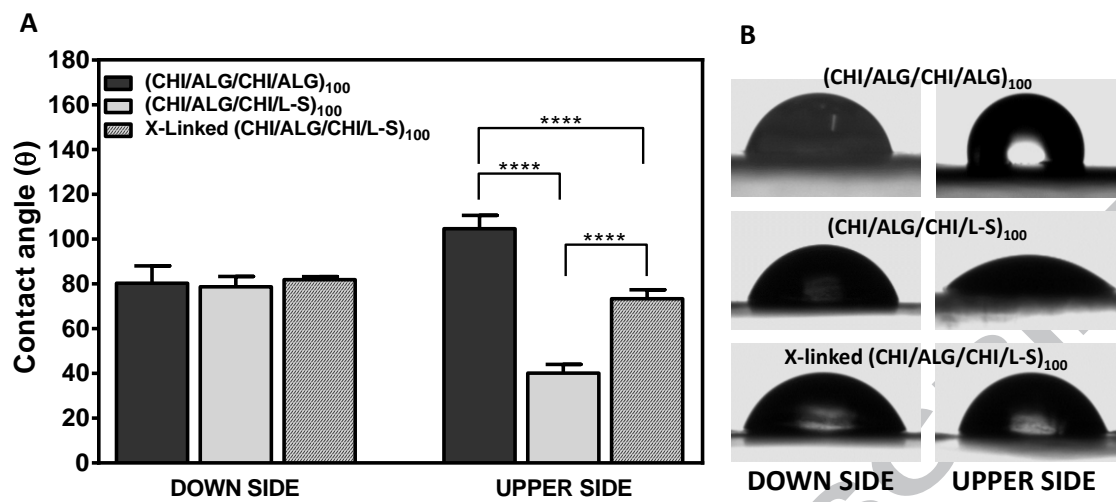 A
Contact angle (θ)
180
160
140
120
100
80
60
40
20
0
(CHI/ALG/CHI/ALG)₁₀₀
(CHI/ALG/CHI/L-S)₁₀₀
X-Linked (CHI/ALG/CHI/L-S)₁₀₀
****
****
****
DOWN SIDE
UPPER SIDE
B
(CHI/ALG/CHI/ALG)₁₀₀
(CHI/ALG/CHI/L-S)₁₀₀
X-linked (CHI/ALG/CHI/L-S)₁₀₀
DOWN SIDE
UPPER SIDE